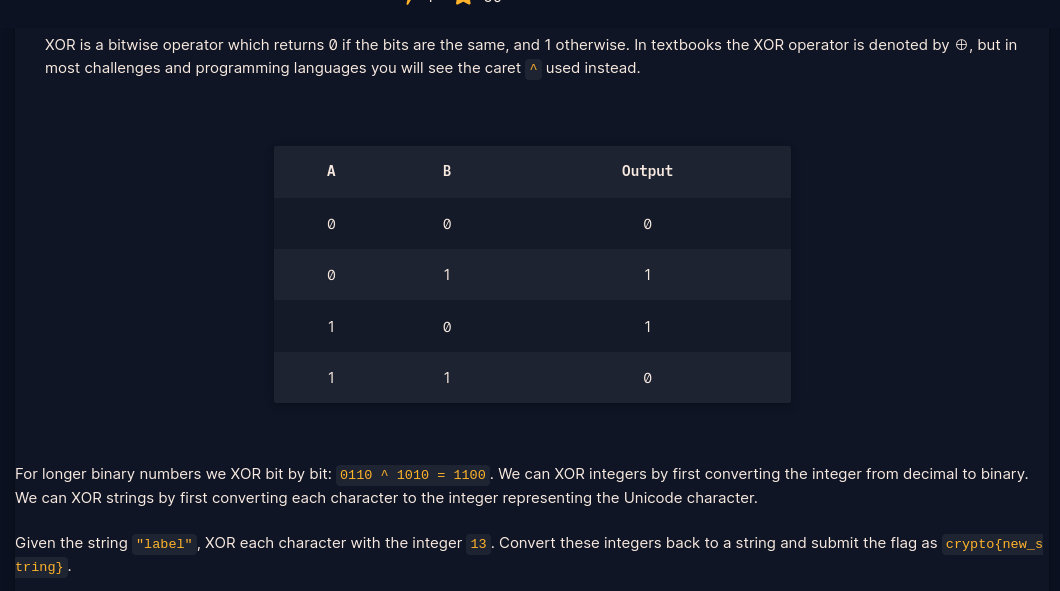 XOR is a bitwise operator which returns 0 if the bits are the same, and 1 otherwise. In textbooks the XOR operator is denoted by ⊕, but in
most challenges and programming languages you will see the caret ^ used instead.
A B Output
0 0 0
0 1 1
1 0 1
1 1 0
For longer binary numbers we XOR bit by bit: 0110 ^ 1010 = 1100. We can XOR integers by first converting the integer from decimal to binary.
We can XOR strings by first converting each character to the integer representing the Unicode character.
Given the string "label", XOR each character with the integer 13. Convert these integers back to a string and submit the flag as crypto{new_s
tring}.